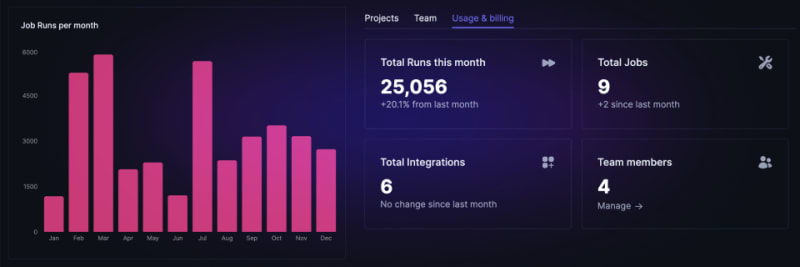 Job Runs per month
6000
4500
3000
1500
0
Jan Feb Mar Apr May Jun Jul Aug Sep Oct Nov Dec
Projects Team Usage & billing
Total Runs this month
25,056
+20.1% from last month
Total Jobs
9
+2 since last month
Total Integrations
6
No change since last month
Team members
4
Manage →